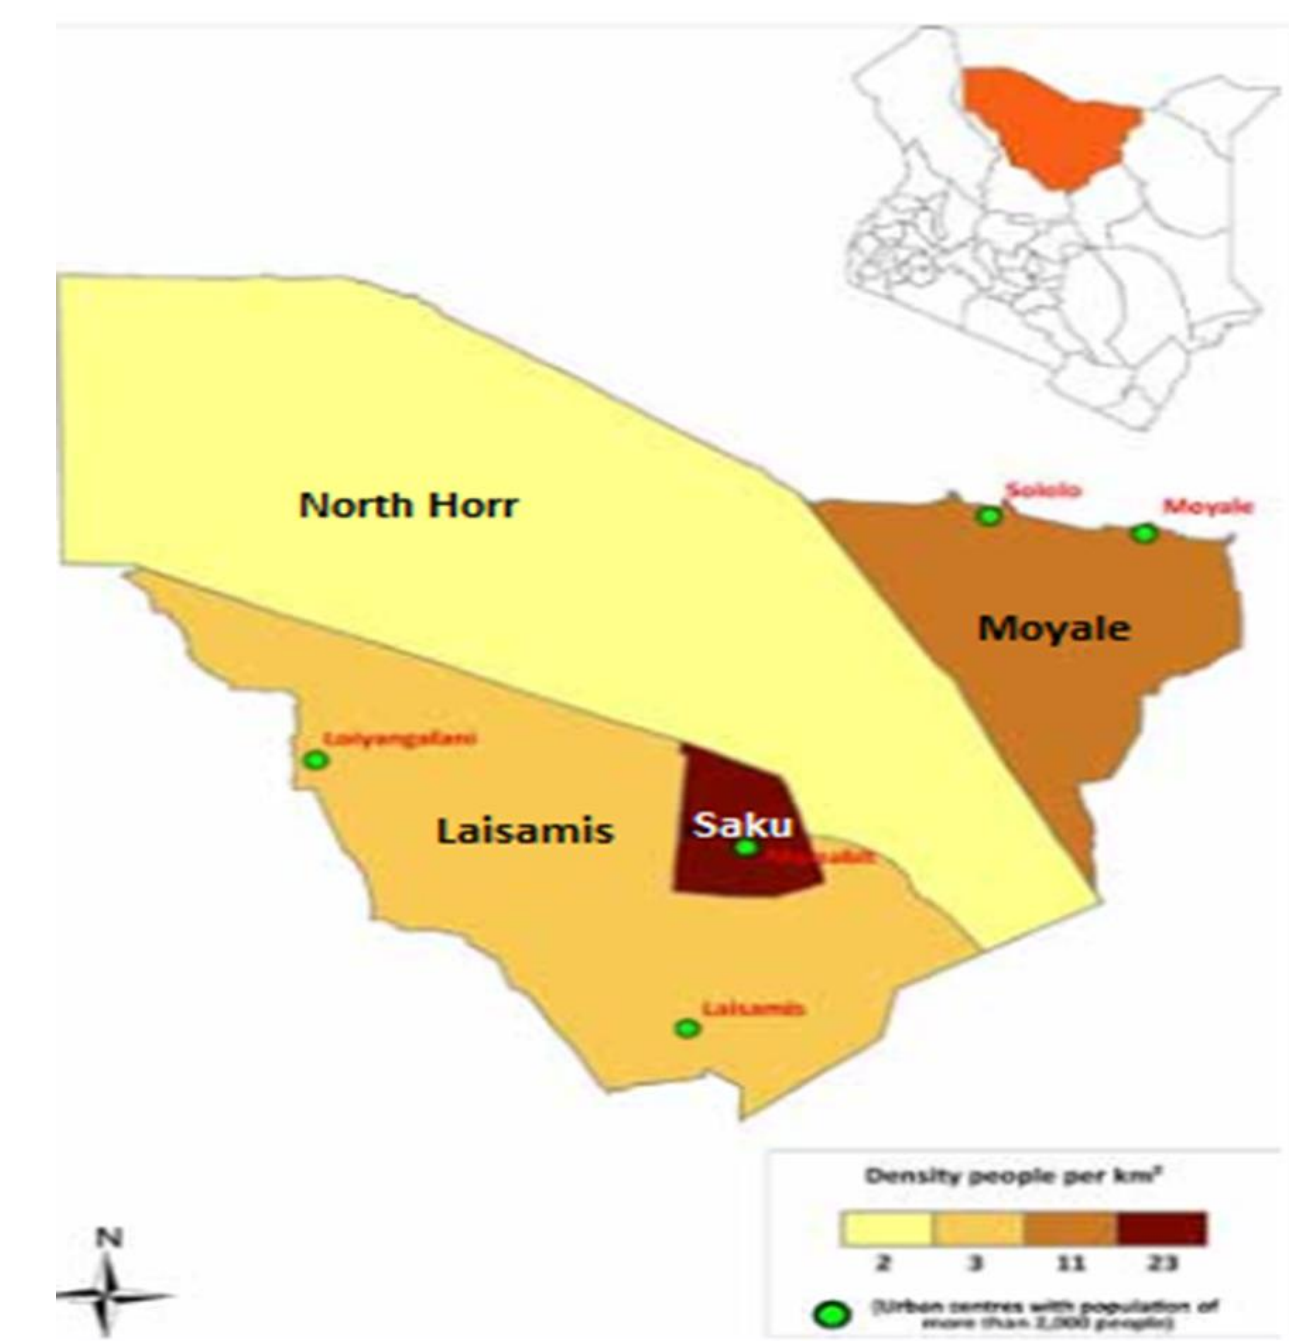 North Horr
Sololo
Moyale
Moyale
Loiyangallani
Laisamis
Saku
Laisamis
Density people per km²
2 3 11 23
N
(Urban centres with population of
more than 2,000 people)